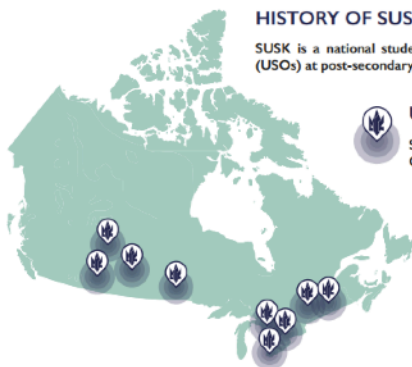 HISTORY OF SUS
SUSK is a national stude
(USOs) at post-secondary